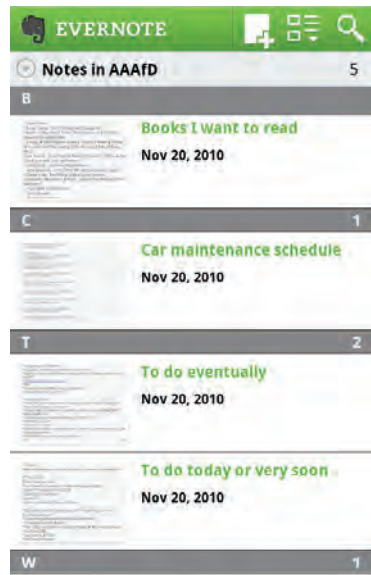 EVERNOTE
Notes in AAAfD 5
B
Books I want to read
Nov 20, 2010
C 1
Car maintenance schedule
Nov 20, 2010
T 2
To do eventually
Nov 20, 2010
To do today or very soon
Nov 20, 2010
W 1